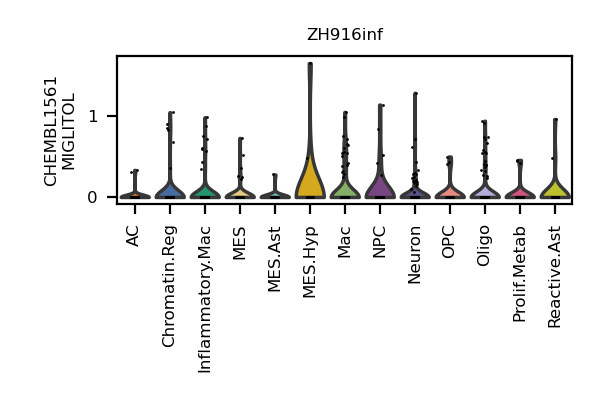 ZH916inf
CHEMBL1561
MIGLITOL
1
0
AC
Chromatin.Reg
Inflammatory.Mac
MES
MES.Ast
MES.Hyp
Mac
NPC
Neuron
OPC
Oligo
Prolif.Metab
Reactive.Ast